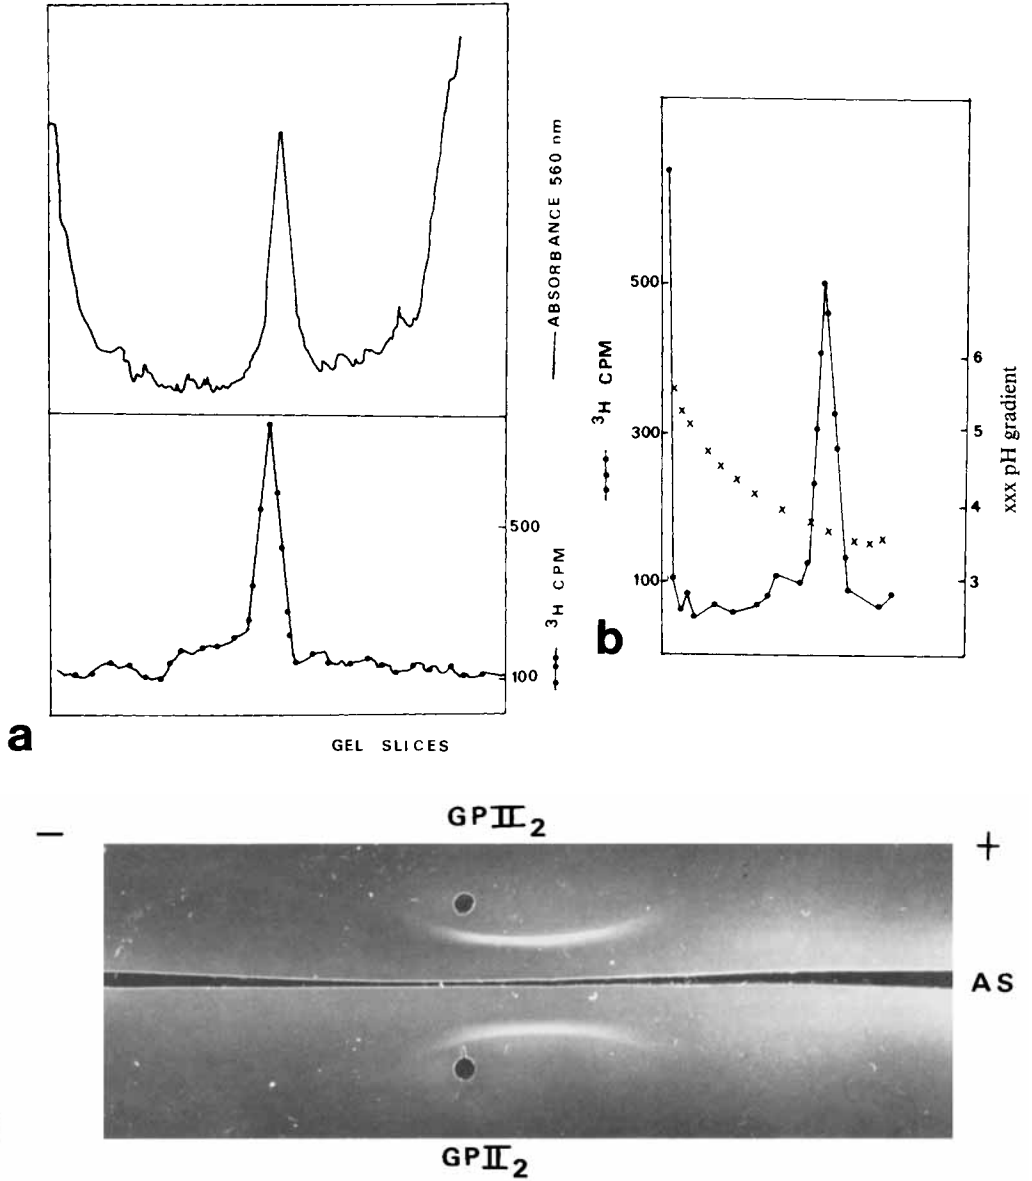 ABSORBANCE 560 nm
500
³H CPM
100
a
GEL SLICES
500
300
100
³H CPM
6
5
4
3
xxx pH gradient
b
GPII₂
− +
AS
GPII₂